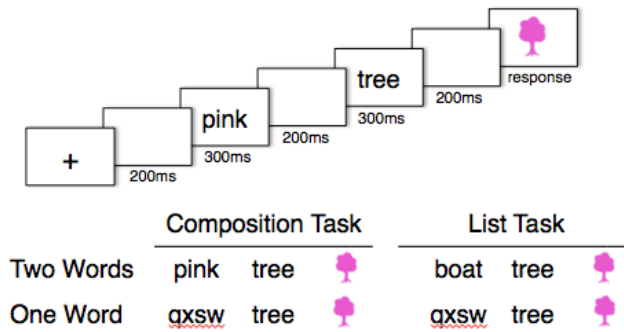 +
200ms
pink
300ms
200ms
tree
300ms
200ms
response
Composition Task List Task
Two Words pink tree boat tree
One Word qxsw tree qxsw tree